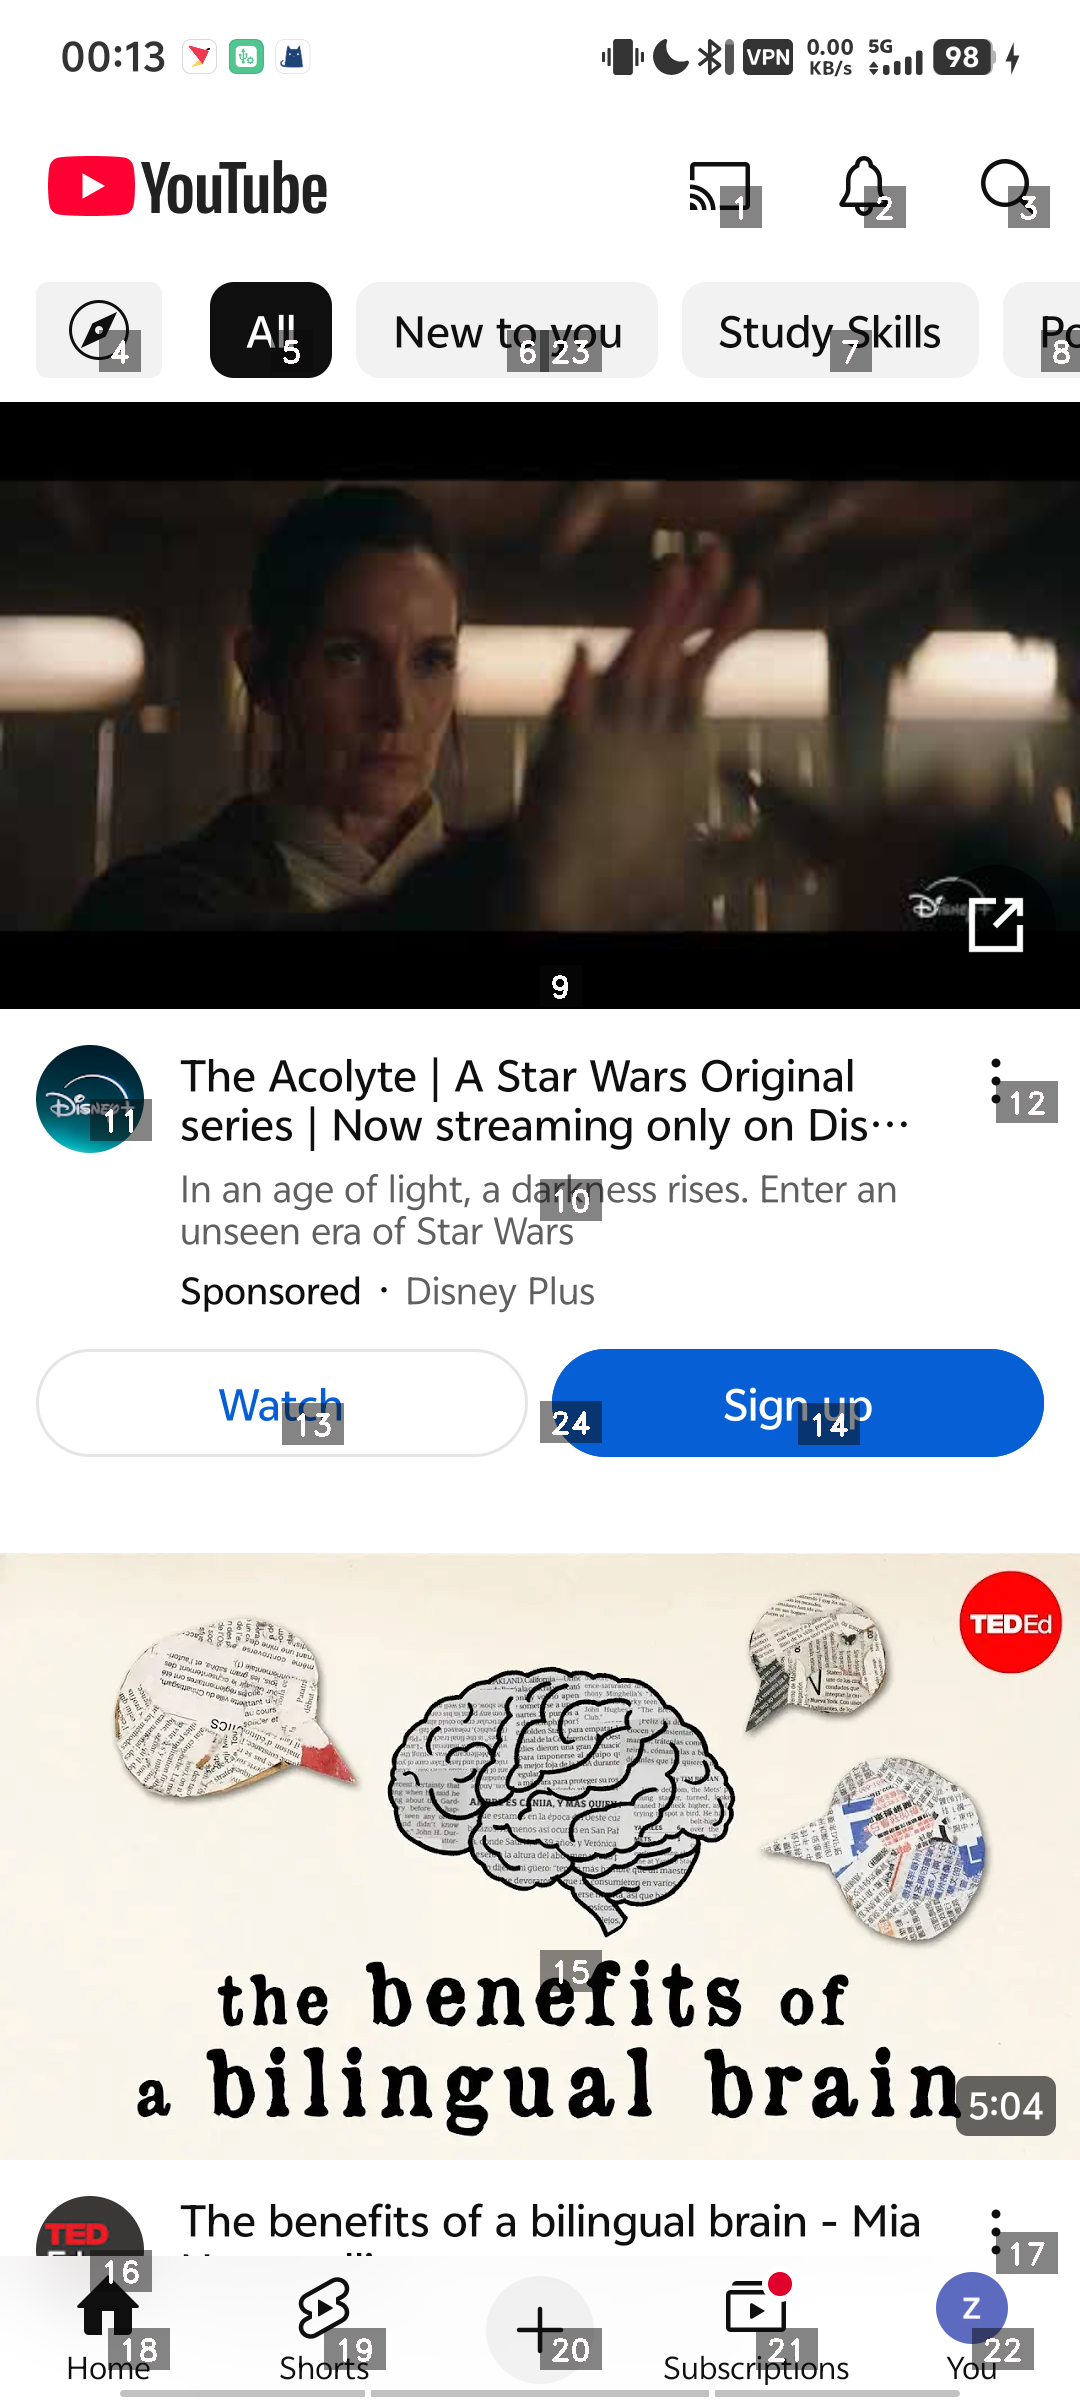 00:13
VPN
0.00
KB/s
5G
98
YouTube
1
2
3
4
All
5
New to you
6
23
Study Skills
7
Po
8
Disney+
9
Disney+
11
The Acolyte | A Star Wars Original
series | Now streaming only on Dis…
12
In an age of light, a darkness rises. Enter an
10
unseen era of Star Wars
Sponsored · Disney Plus
Watch
13
24
Sign up
14
TEDEd
15
the benefits of
a bilingual brain
5:04
TED
The benefits of a bilingual brain - Mia
16
17
Z
Home
18
Shorts
19
20
Subscriptions
21
You
22